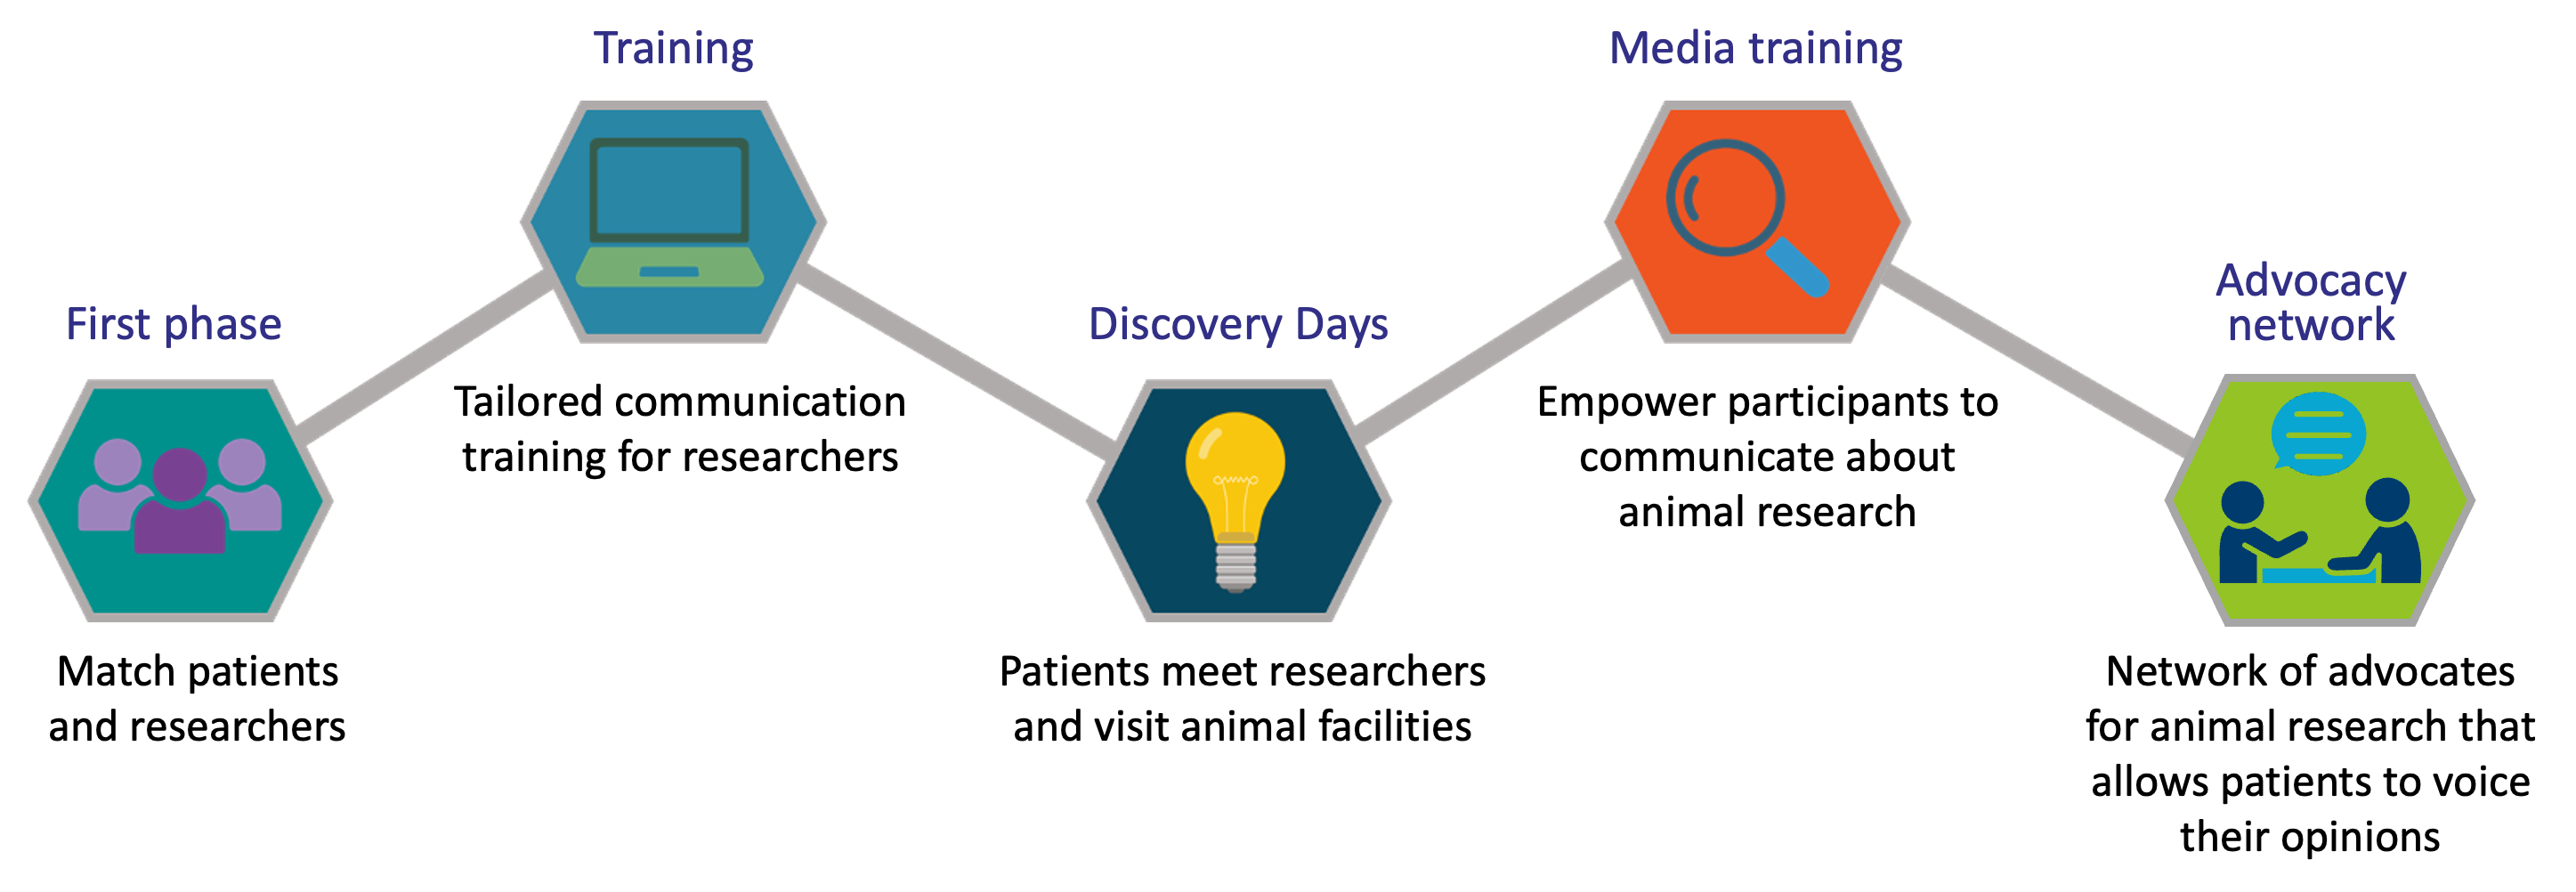 First phase
Match patients
and researchers
Training
Tailored communication
training for researchers
Discovery Days
Patients meet researchers
and visit animal facilities
Media training
Empower participants to
communicate about
animal research
Advocacy
network
Network of advocates
for animal research that
allows patients to voice
their opinions